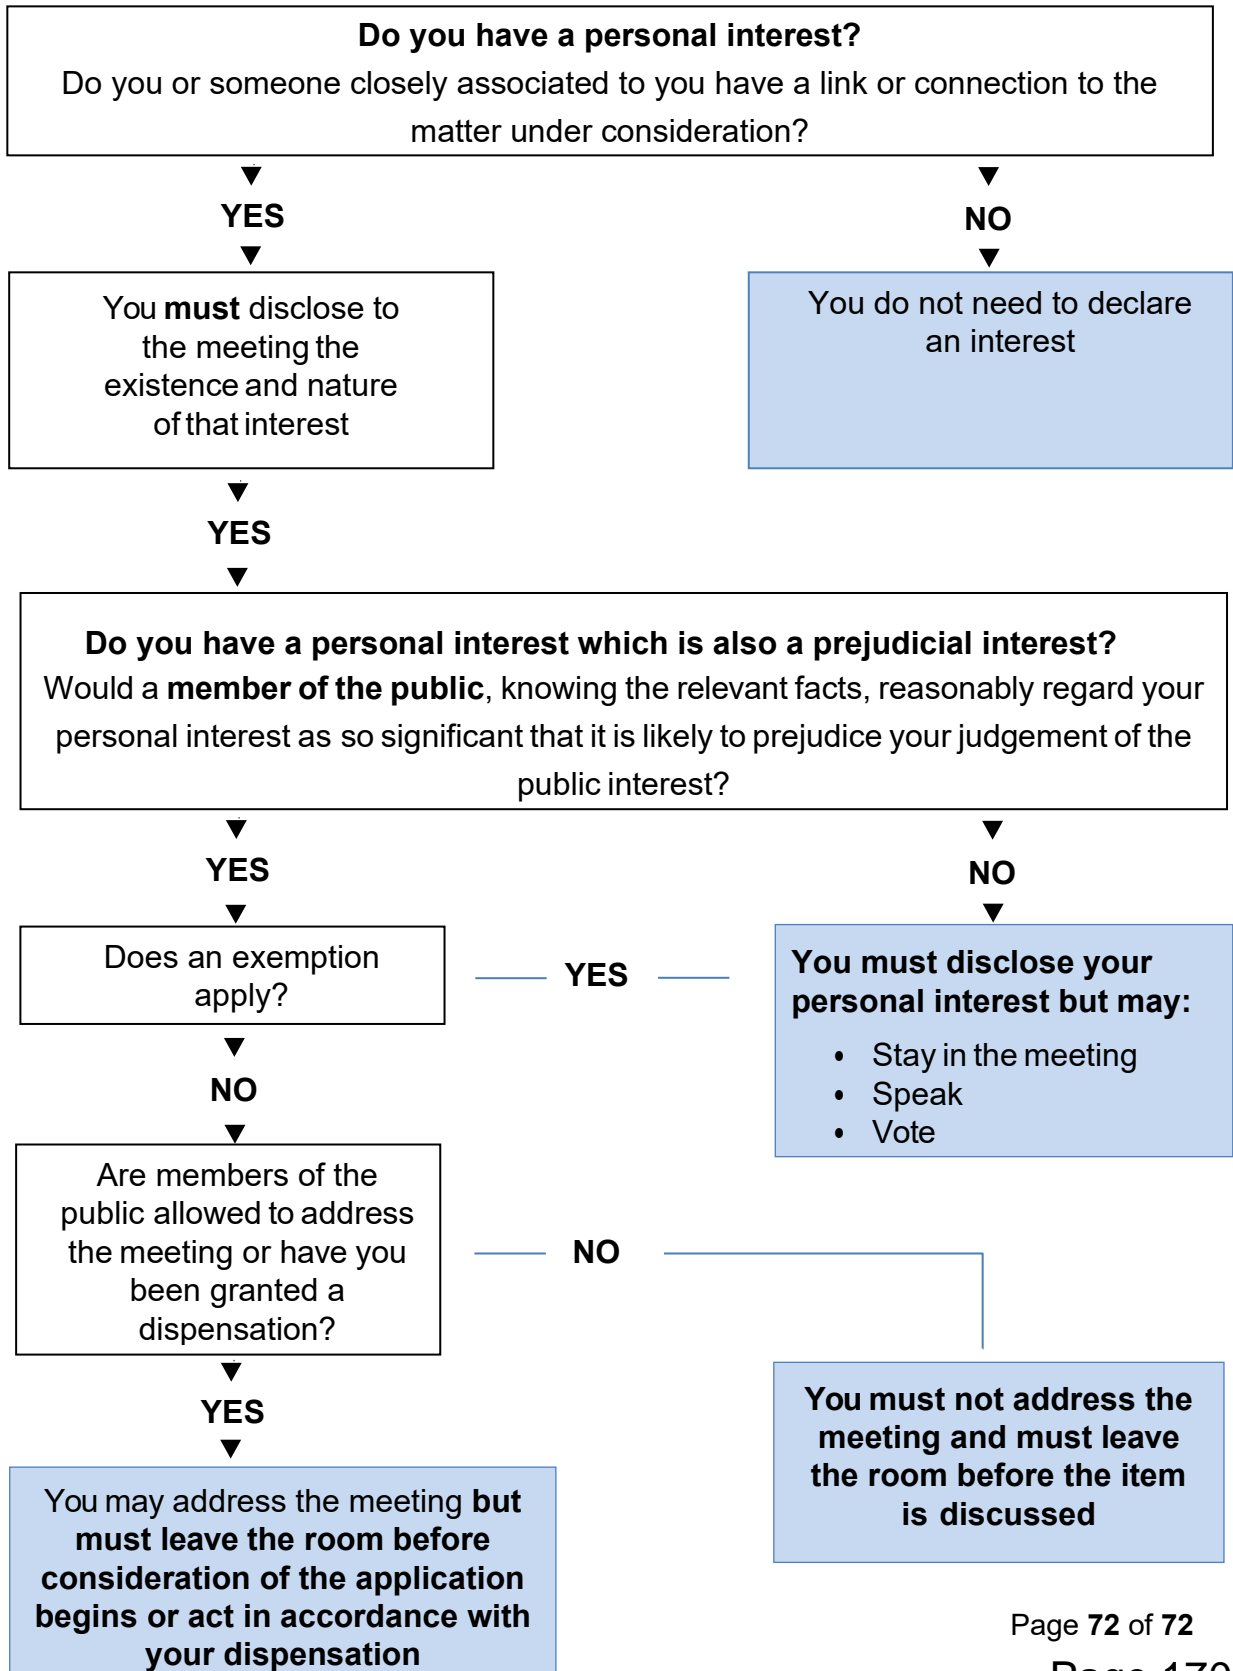 Do you have a personal interest?
Do you or someone closely associated to you have a link or connection to the
matter under consideration?
YES
NO
You must disclose to
the meeting the
existence and nature
of that interest
You do not need to declare
an interest
YES
Do you have a personal interest which is also a prejudicial interest?
Would a member of the public, knowing the relevant facts, reasonably regard your
personal interest as so significant that it is likely to prejudice your judgement of the
public interest?
YES
NO
Does an exemption
apply?
YES
You must disclose your
personal interest but may:
• Stay in the meeting
• Speak
• Vote
NO
Are members of the
public allowed to address
the meeting or have you
been granted a
dispensation?
NO
YES
You must not address the
meeting and must leave
the room before the item
is discussed
You may address the meeting but
must leave the room before
consideration of the application
begins or act in accordance with
your dispensation
Page 72 of 72
Page 170